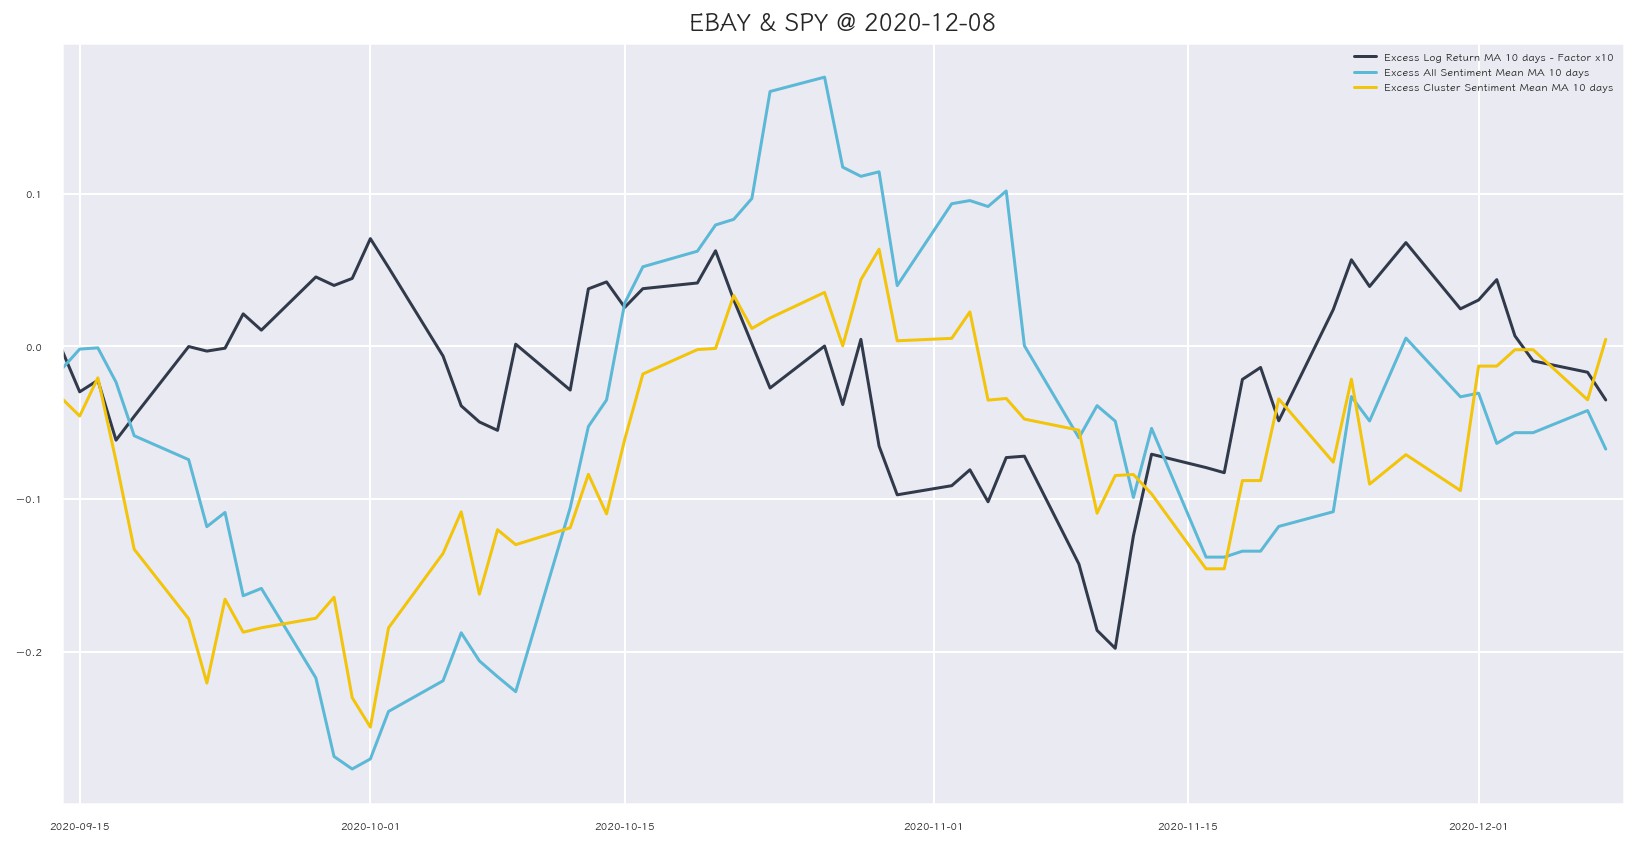 EBAY & SPY @ 2020-12-08
Excess Log Return MA 10 days - Factor x10
Excess All Sentiment Mean MA 10 days
Excess Cluster Sentiment Mean MA 10 days
0.1
0.0
−0.1
−0.2
2020-09-15
2020-10-01
2020-10-15
2020-11-01
2020-11-15
2020-12-01